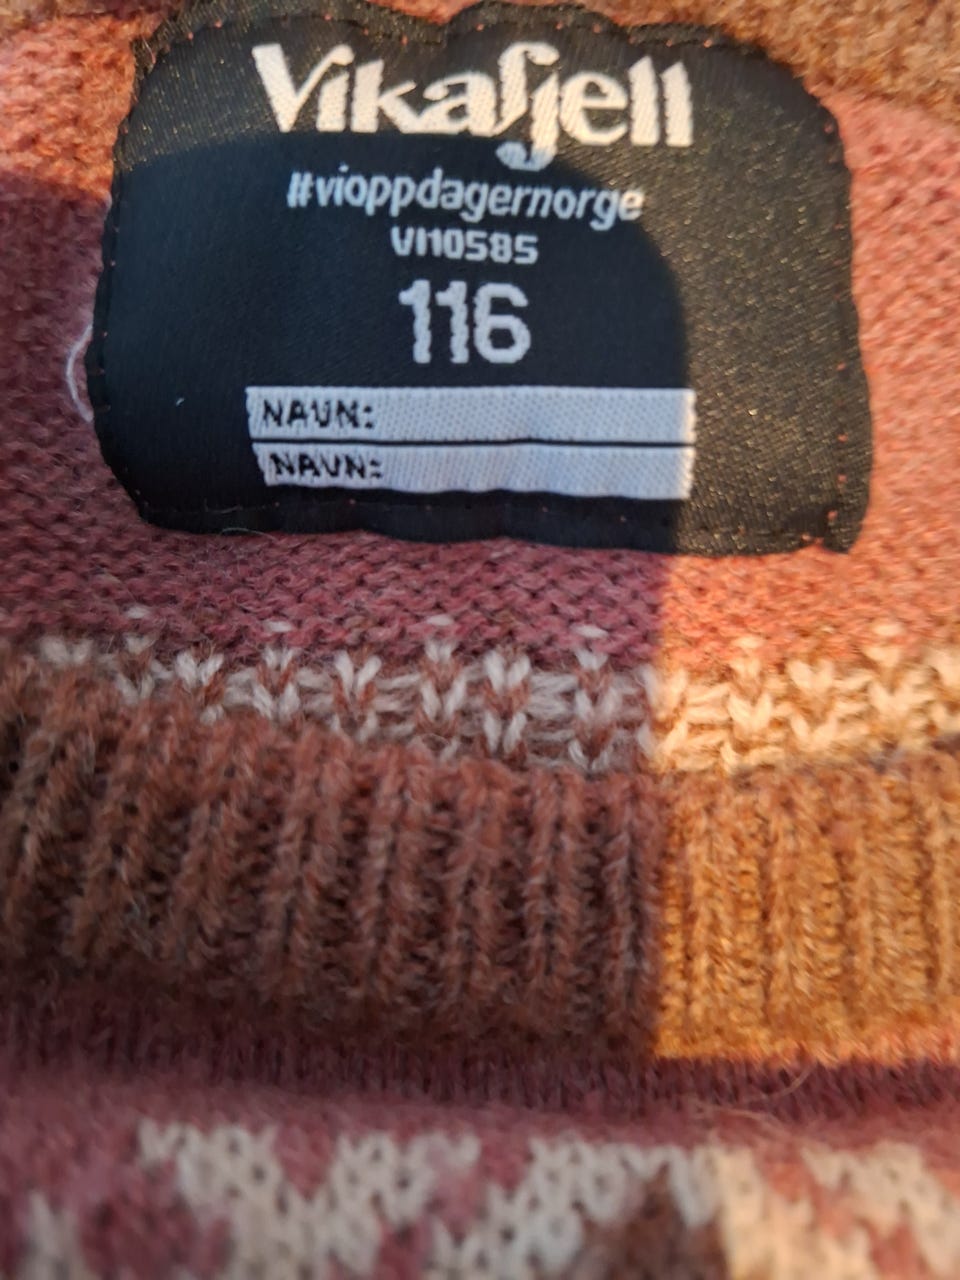 Vikafjell
#vioppdagernorge
VI10585
116
NAVN:
NAVN: